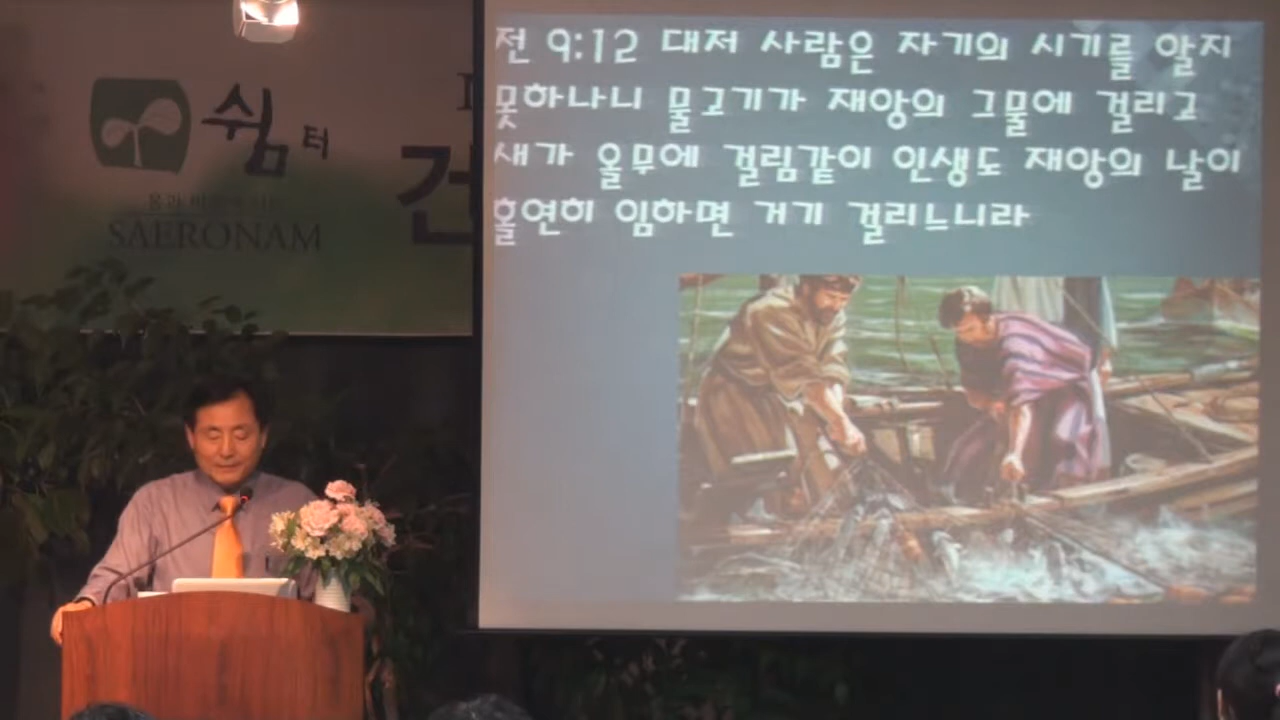 전 9:12 대저 사람은 자기의 시기를 알지
못하나니 물고기가 재앙의 그물에 걸리고
새가 올무에 걸림같이 인생도 재앙의 날이
홀연히 임하면 거기 걸리느니라
쉼터
SAERONAM